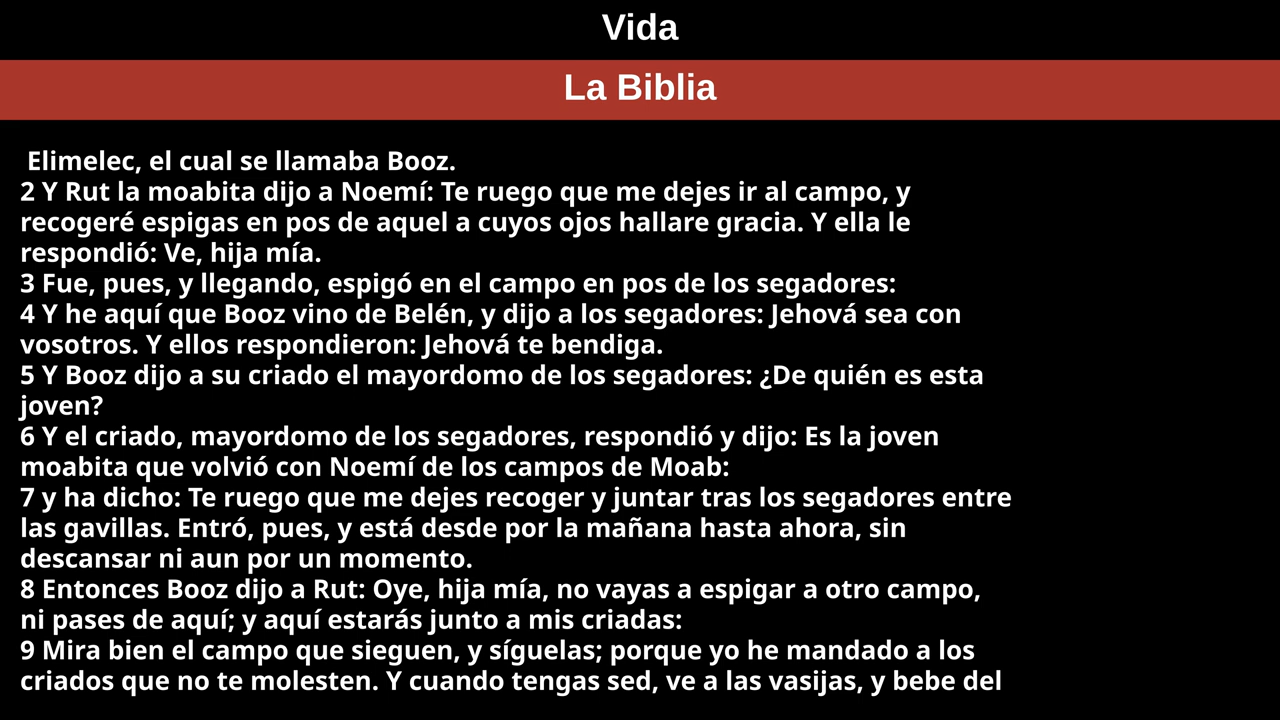 Vida
La Biblia
Elimelec, el cual se llamaba Booz.
2 Y Rut la moabita dijo a Noemí: Te ruego que me dejes ir al campo, y
recogeré espigas en pos de aquel a cuyos ojos hallare gracia. Y ella le
respondió: Ve, hija mía.
3 Fue, pues, y llegando, espigó en el campo en pos de los segadores:
4 Y he aquí que Booz vino de Belén, y dijo a los segadores: Jehová sea con
vosotros. Y ellos respondieron: Jehová te bendiga.
5 Y Booz dijo a su criado el mayordomo de los segadores: ¿De quién es esta
joven?
6 Y el criado, mayordomo de los segadores, respondió y dijo: Es la joven
moabita que volvió con Noemí de los campos de Moab:
7 y ha dicho: Te ruego que me dejes recoger y juntar tras los segadores entre
las gavillas. Entró, pues, y está desde por la mañana hasta ahora, sin
descansar ni aun por un momento.
8 Entonces Booz dijo a Rut: Oye, hija mía, no vayas a espigar a otro campo,
ni pases de aquí; y aquí estarás junto a mis criadas:
9 Mira bien el campo que sieguen, y síguelas; porque yo he mandado a los
criados que no te molesten. Y cuando tengas sed, ve a las vasijas, y bebe del